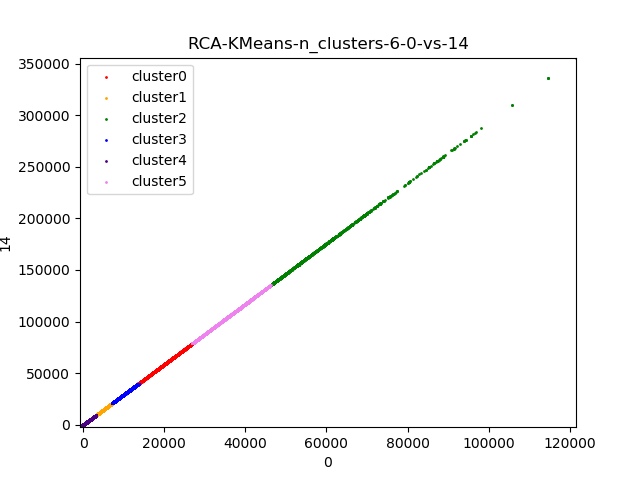 RCA-KMeans-n_clusters-6-0-vs-14
350000
300000
250000
200000
150000
100000
50000
0
14
cluster0
cluster1
cluster2
cluster3
cluster4
cluster5
0 20000 40000 60000 80000 100000 120000
0